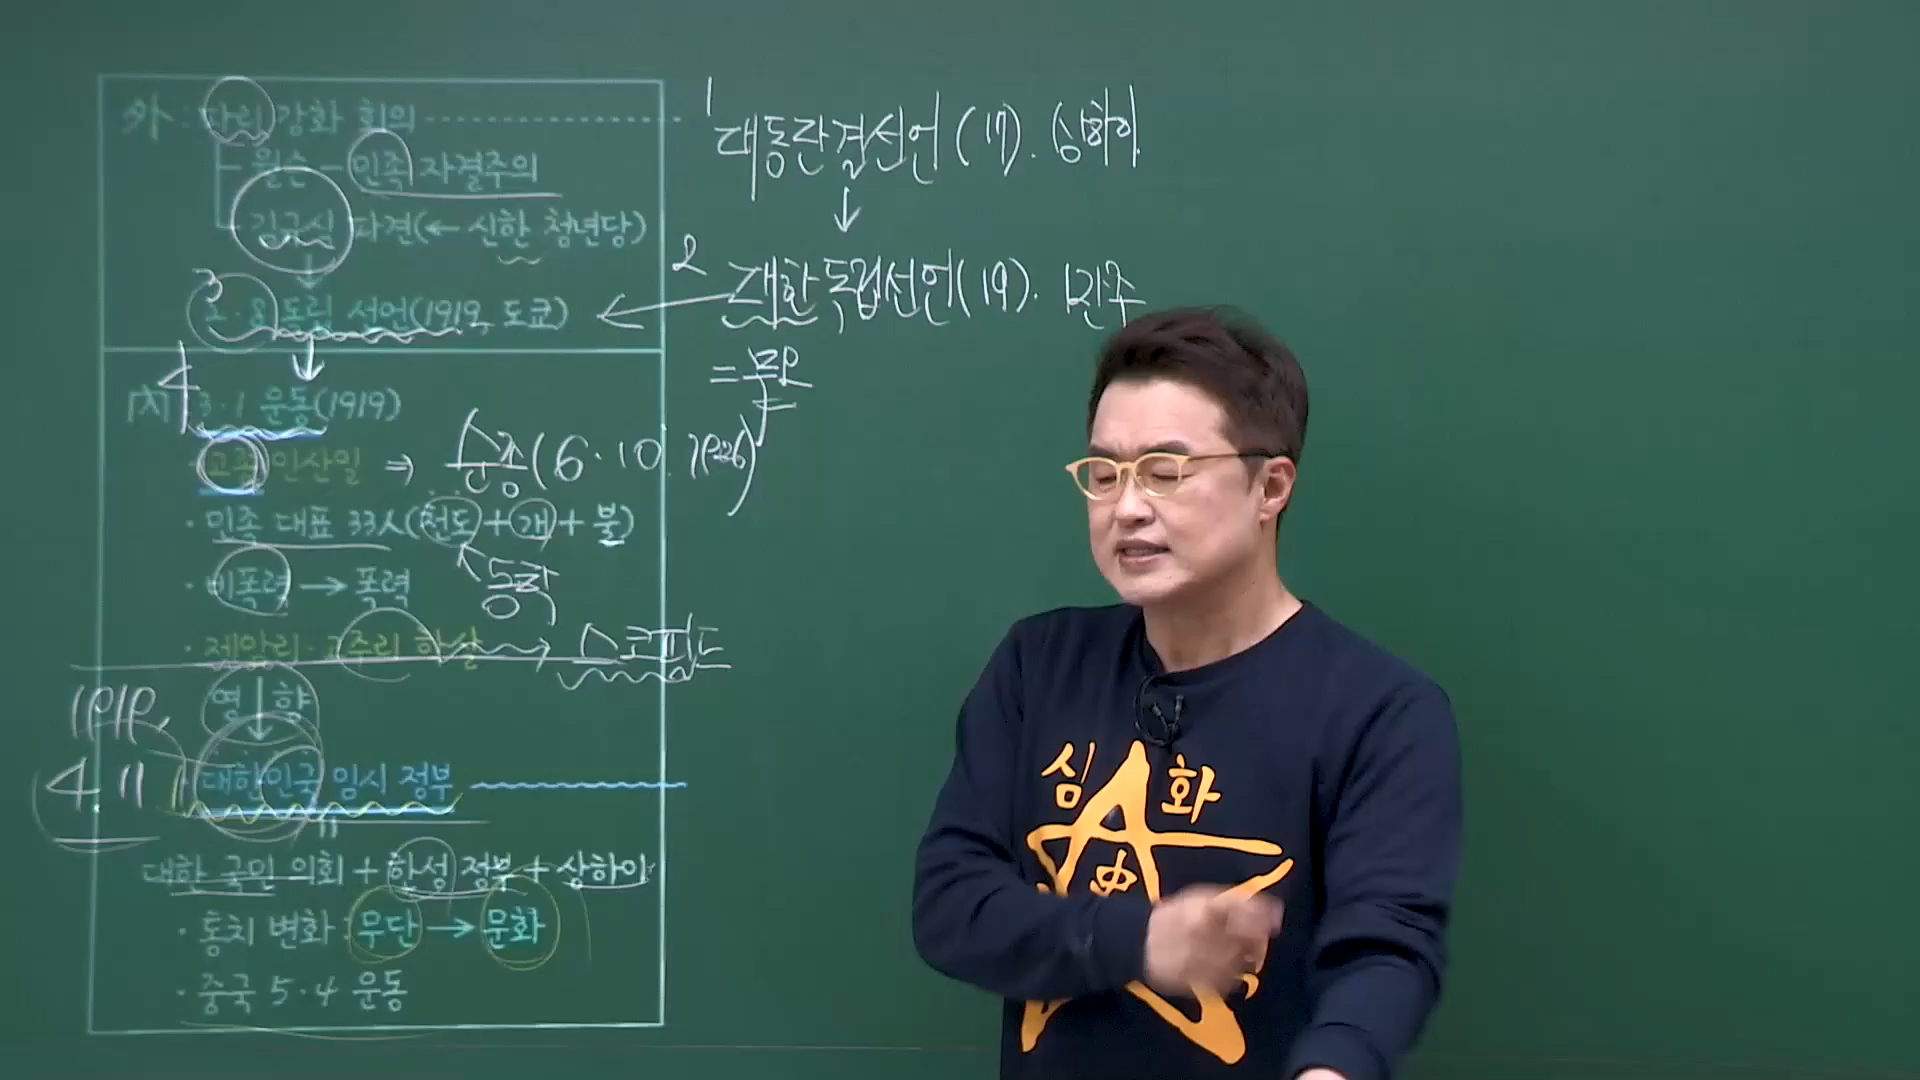 外 : 파리 강화 회의
윌슨 - 민족 자결주의
김규식 파견(← 신한 청년당)
↓
3
2·8 독립 선언(1919, 도쿄)
↓
4
內 3·1 운동(1919)
· 고종 인산일 ⇒ 순종(6·10. 1926)
· 민족 대표 33人(천도 + 개 + 불)
동학
· 비폭력 → 폭력
· 제암리·고주리 학살 → 스코필드
영↓향
1919.
4 11 대한민국 임시 정부
"
대한 국민 의회 + 한성 정부 + 상하이
· 통치 변화 : 무단 → 문화
· 중국 5·4 운동
1
대동단결선언(17). 상하이
↓
2
← 대한독립선언(19). 만주
= 무오
심 화
史